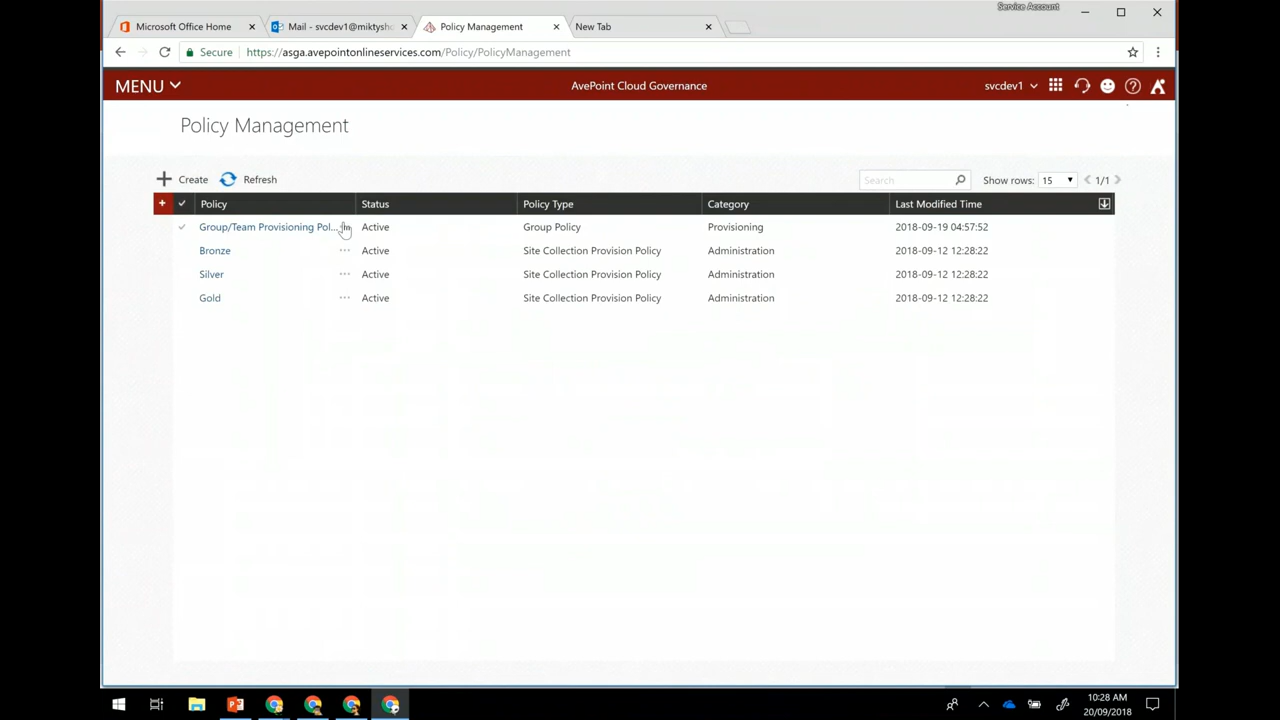 Service Account
Microsoft Office Home
Mail - svcdev1@miktysho
Policy Management
New Tab
Secure
https://asga.avepointonlineservices.com/Policy/PolicyManagement
MENU
AvePoint Cloud Governance
svcdev1
Policy Management
Create
Refresh
Search
Show rows:
15
1/1
Policy
Status
Policy Type
Category
Last Modified Time
Group/Team Provisioning Pol...
Active
Group Policy
Provisioning
2018-09-19 04:57:52
Bronze
Active
Site Collection Provision Policy
Administration
2018-09-12 12:28:22
Silver
Active
Site Collection Provision Policy
Administration
2018-09-12 12:28:22
Gold
Active
Site Collection Provision Policy
Administration
2018-09-12 12:28:22
10:28 AM
20/09/2018